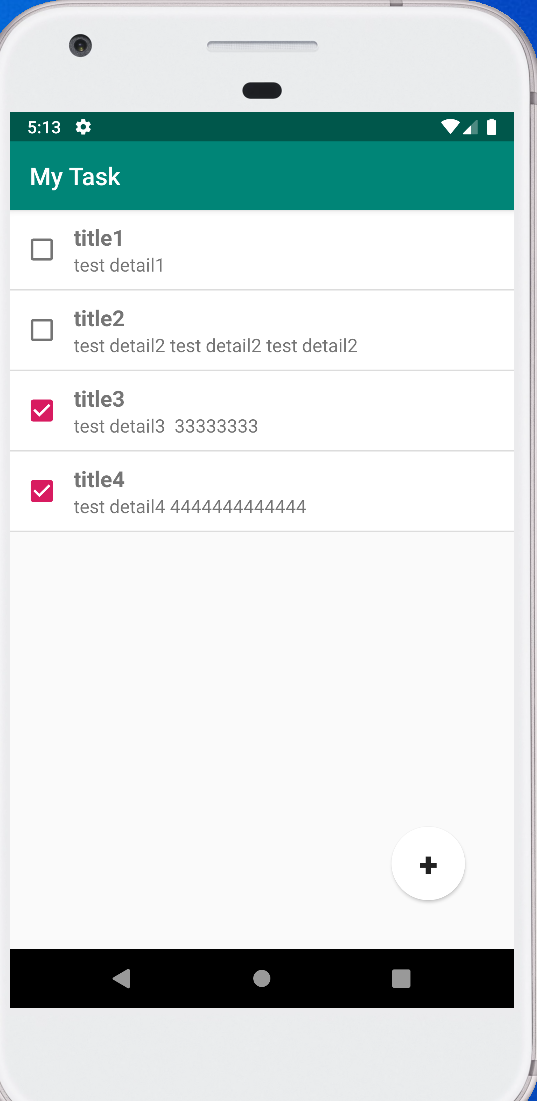 5:13
My Task
title1
test detail1
title2
test detail2 test detail2 test detail2
title3
test detail3  33333333
title4
test detail4 4444444444444
+